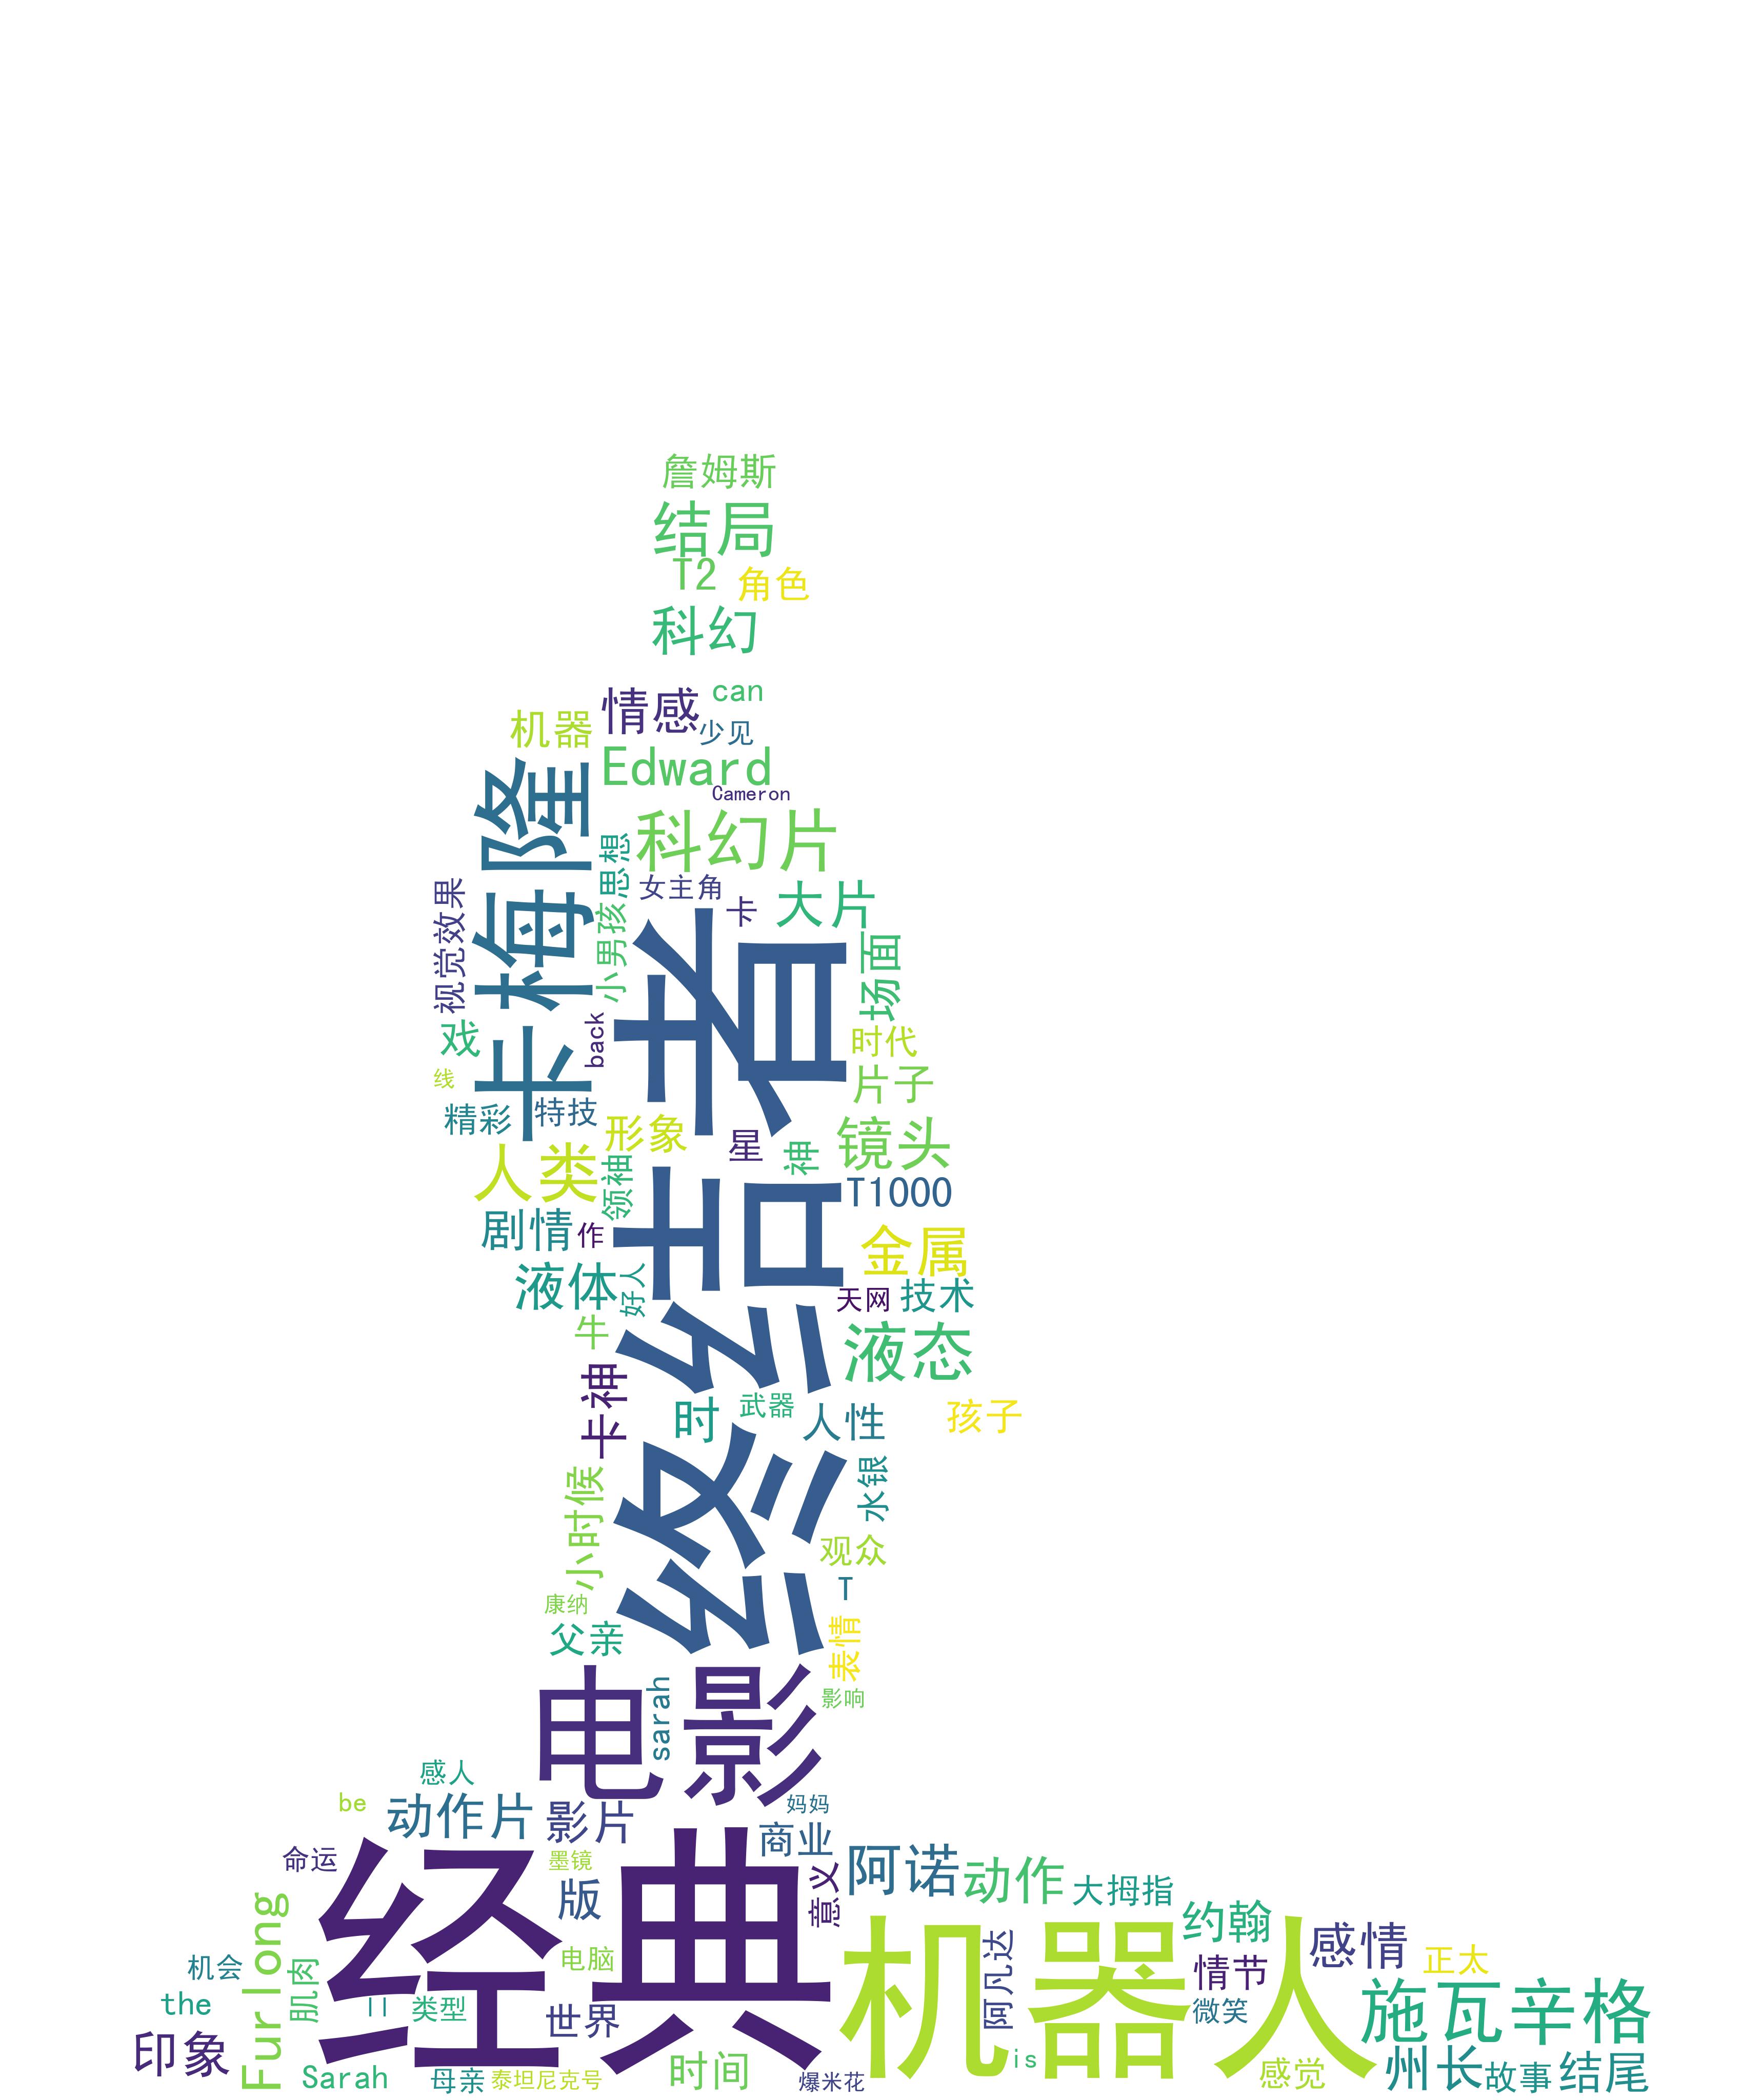 詹姆斯
结局
T2
角色
科幻
情感
can
机器
少见
Edward
Cameron
卡梅隆
科幻片
思想
女主角
视觉效果
小男孩
卡
大片
终结者
场面
back
戏
时代
线
片子
精彩
特技
形象
星
神
镜头
人类
领袖
T1000
剧情
作
金属
液体
好人
天网
技术
牛
液态
卡神
时
武器
人性
孩子
小时候
水银
观众
T
康纳
父亲
表情
电影
sarah
影响
感人
be
动作片
影片
妈妈
商业
命运
墨镜
经典
意义
阿诺
动作
大拇指
版
Furlong
机器人
约翰
感情
电脑
阿凡达
情节
正太
机会
肌肉
the
II
类型
世界
微笑
施瓦辛格
印象
Sarah
母亲
泰坦尼克号
时间
爆米花
is
感觉
州长
故事
结尾